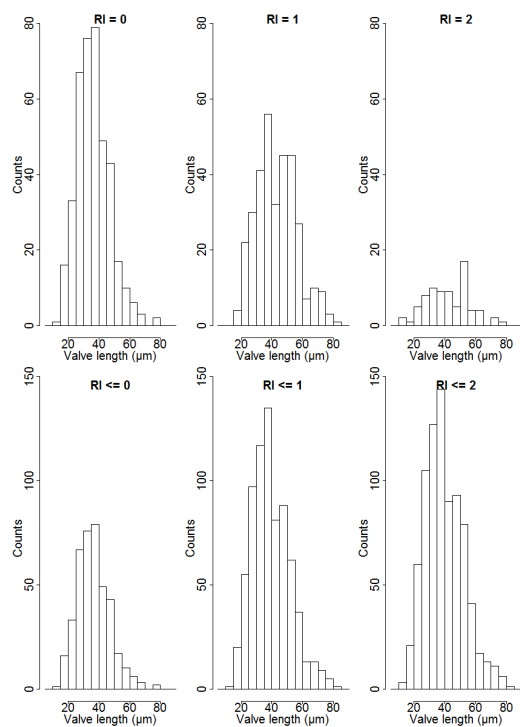 RI = 0
RI = 1
RI = 2
80
60
40
20
0
Counts
20 40 60 80
Valve length (µm)
80
60
40
20
0
Counts
20 40 60 80
Valve length (µm)
80
60
40
20
0
Counts
20 40 60 80
Valve length (µm)
RI <= 0
RI <= 1
RI <= 2
150
100
50
0
Counts
20 40 60 80
Valve length (µm)
150
100
50
0
Counts
20 40 60 80
Valve length (µm)
150
100
50
0
Counts
20 40 60 80
Valve length (µm)